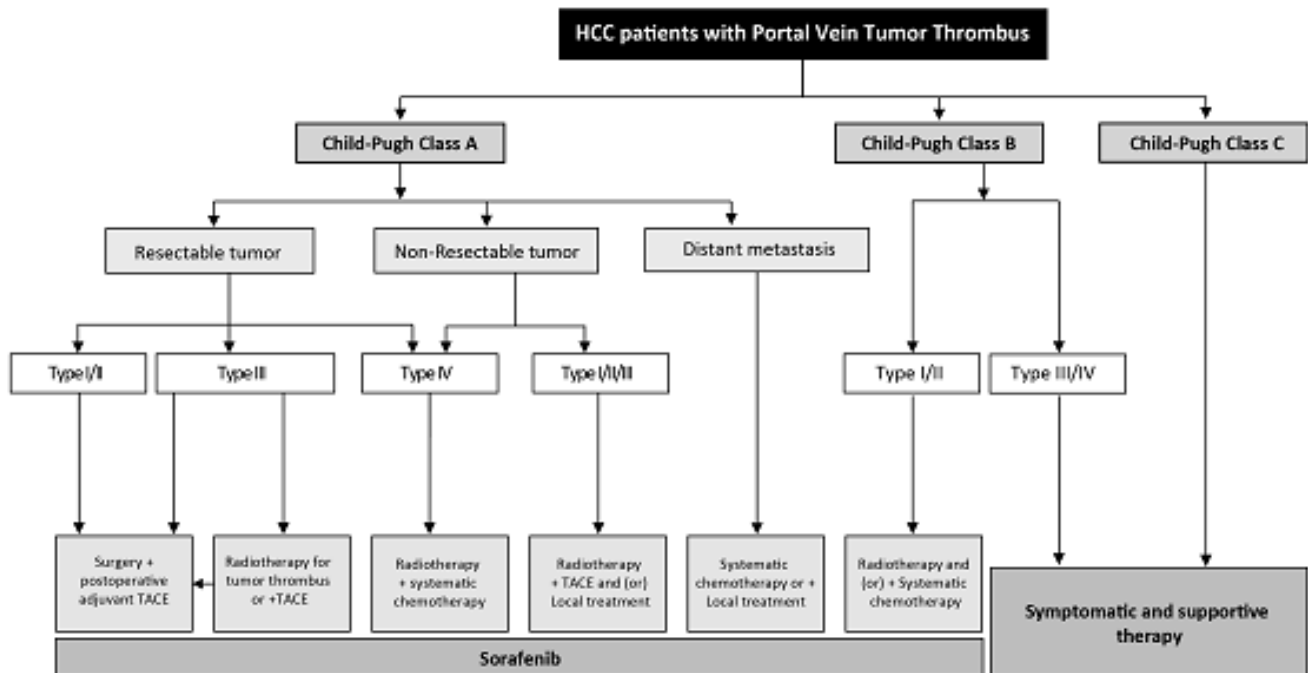 HCC patients with Portal Vein Tumor Thrombus
Child-Pugh Class A
Child-Pugh Class B
Child-Pugh Class C
Resectable tumor
Non-Resectable tumor
Distant metastasis
Type I/II
Type III
Type IV
Type I/II/III
Type I/II
Type III/IV
Surgery +
postoperative
adjuvant TACE
Radiotherapy for
tumor thrombus
or +TACE
Radiotherapy
+ systematic
chemotherapy
Radiotherapy
+ TACE and (or)
Local treatment
Systematic
chemotherapy or +
Local treatment
Radiotherapy and
(or) + Systematic
chemotherapy
Symptomatic and supportive
therapy
Sorafenib